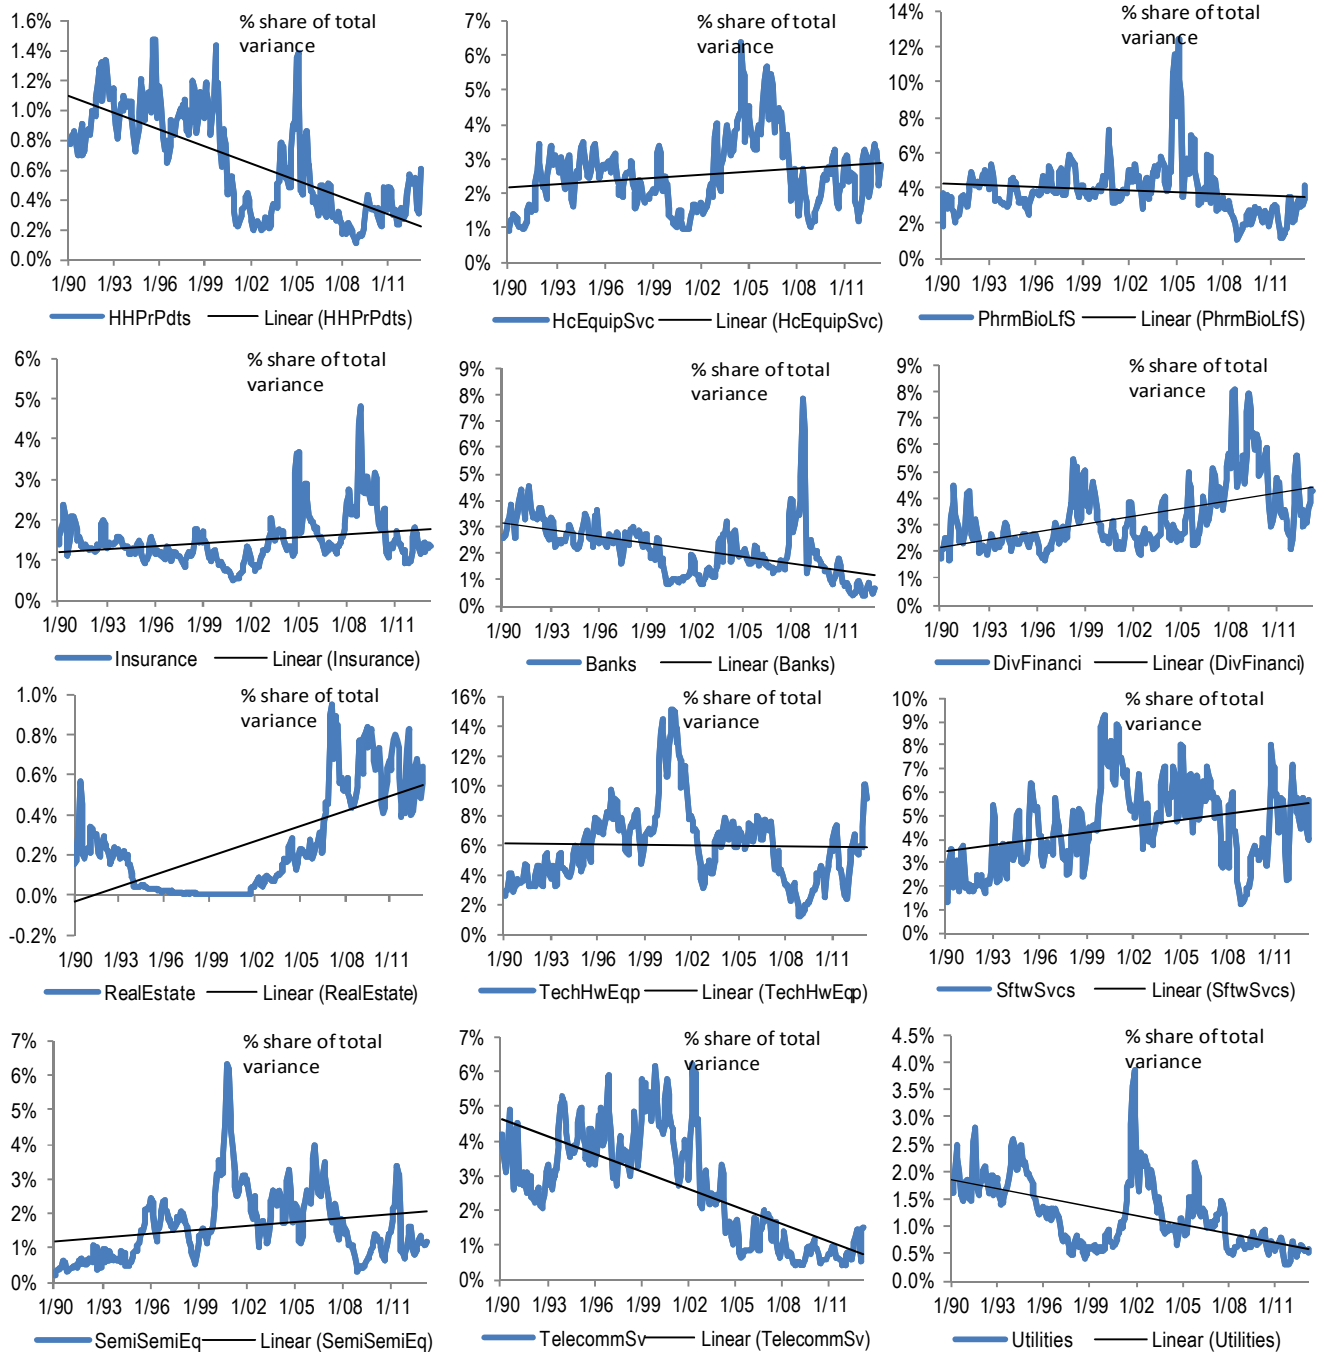 % share of total
variance
1.6%
1.4%
1.2%
1.0%
0.8%
0.6%
0.4%
0.2%
0.0%
1/90 1/93 1/96 1/99 1/02 1/05 1/08 1/11
HHPrPdts Linear (HHPrPdts)
% share of total
variance
7%
6%
5%
4%
3%
2%
1%
0%
1/90 1/93 1/96 1/99 1/02 1/05 1/08 1/11
HcEquipSvc Linear (HcEquipSvc)
% share of total
variance
14%
12%
10%
8%
6%
4%
2%
0%
1/90 1/93 1/96 1/99 1/02 1/05 1/08 1/11
PhrmBioLfS Linear (PhrmBioLfS)
% share of total
variance
6%
5%
4%
3%
2%
1%
0%
1/90 1/93 1/96 1/99 1/02 1/05 1/08 1/11
Insurance Linear (Insurance)
% share of total
variance
9%
8%
7%
6%
5%
4%
3%
2%
1%
0%
1/90 1/93 1/96 1/99 1/02 1/05 1/08 1/11
Banks Linear (Banks)
% share of total
variance
9%
8%
7%
6%
5%
4%
3%
2%
1%
0%
1/90 1/93 1/96 1/99 1/02 1/05 1/08 1/11
DivFinanci Linear (DivFinanci)
% share of total
variance
1.0%
0.8%
0.6%
0.4%
0.2%
0.0%
-0.2%
1/90 1/93 1/96 1/99 1/02 1/05 1/08 1/11
RealEstate Linear (RealEstate)
% share of total
variance
16%
14%
12%
10%
8%
6%
4%
2%
0%
1/90 1/93 1/96 1/99 1/02 1/05 1/08 1/11
TechHwEqp Linear (TechHwEqp)
% share of total
variance
10%
9%
8%
7%
6%
5%
4%
3%
2%
1%
0%
1/90 1/93 1/96 1/99 1/02 1/05 1/08 1/11
SftwSvcs Linear (SftwSvcs)
% share of total
variance
7%
6%
5%
4%
3%
2%
1%
0%
1/90 1/93 1/96 1/99 1/02 1/05 1/08 1/11
SemiSemiEq Linear (SemiSemiEq)
% share of total
variance
7%
6%
5%
4%
3%
2%
1%
0%
1/90 1/93 1/96 1/99 1/02 1/05 1/08 1/11
TelecommSv Linear (TelecommSv)
% share of total
variance
4.5%
4.0%
3.5%
3.0%
2.5%
2.0%
1.5%
1.0%
0.5%
0.0%
1/90 1/93 1/96 1/99 1/02 1/05 1/08 1/11
Utilities Linear (Utilities)